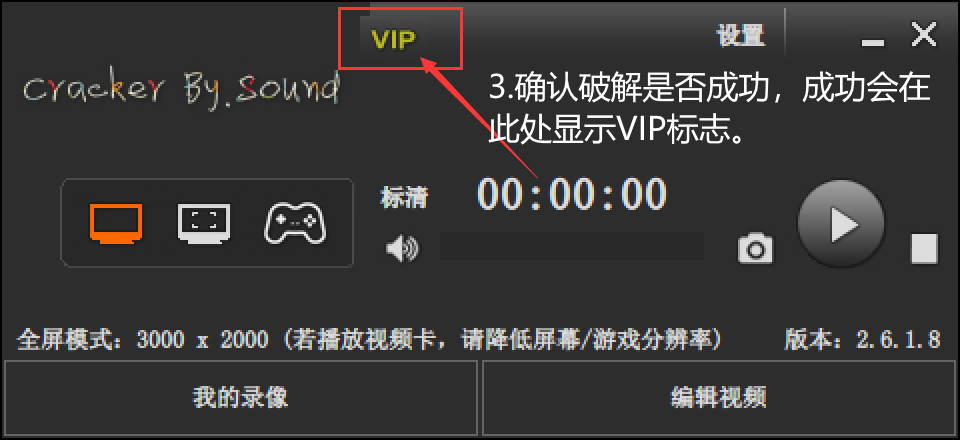 VIP
设置
Cracker By.Sound
3.确认破解是否成功，成功会在
此处显示VIP标志。
标清
00:00:00
全屏模式：3000 x 2000 (若播放视频卡，请降低屏幕/游戏分辨率)
版本：2.6.1.8
我的录像
编辑视频